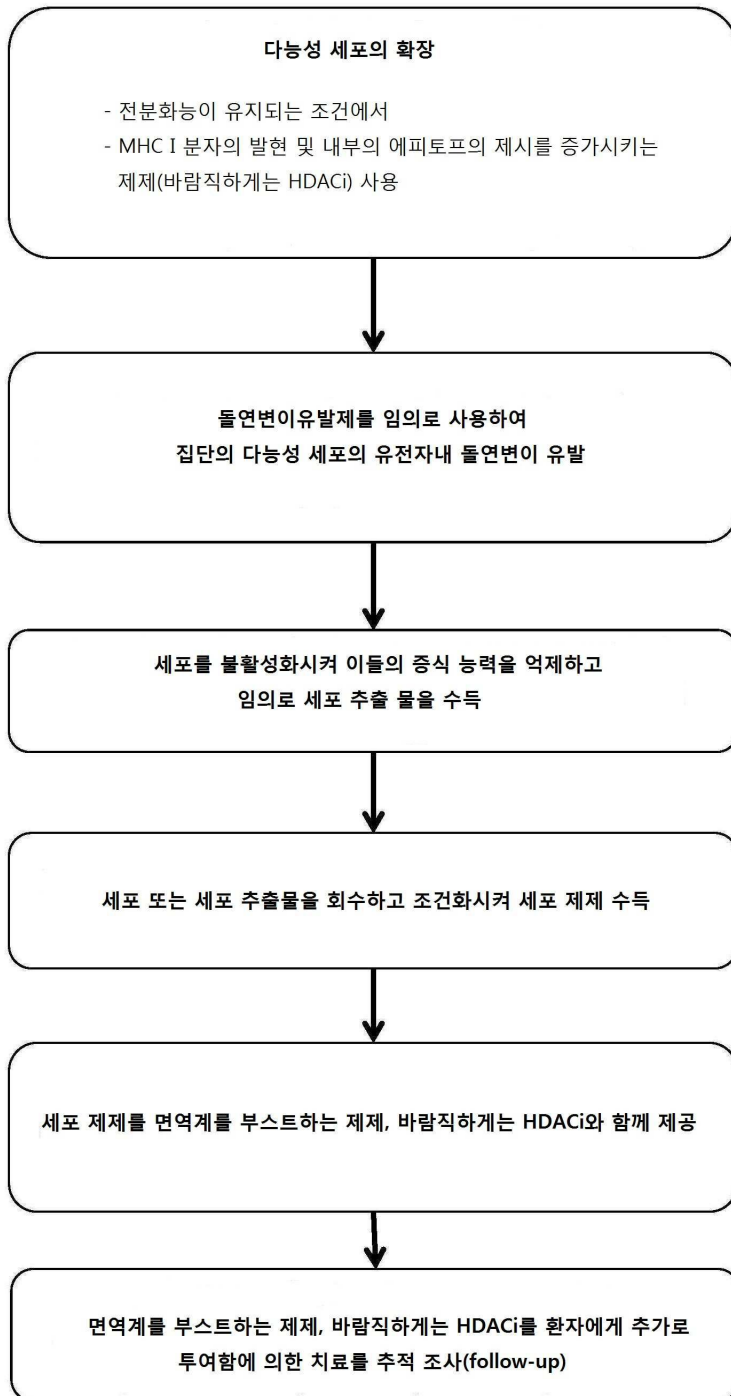 다능성 세포의 확장
- 전분화능이 유지되는 조건에서
- MHC I 분자의 발현 및 내부의 에피토프의 제시를 증가시키는
제제(바람직하게는 HDACi) 사용
돌연변이유발제를 임의로 사용하여
집단의 다능성 세포의 유전자내 돌연변이 유발
세포를 불활성화시켜 이들의 증식 능력을 억제하고
임의로 세포 추출 물을 수득
세포 또는 세포 추출물을 회수하고 조건화시켜 세포 제제 수득
세포 제제를 면역계를 부스트하는 제제, 바람직하게는 HDACi와 함께 제공
면역계를 부스트하는 제제, 바람직하게는 HDACi를 환자에게 추가로
투여함에 의한 치료를 추적 조사(follow-up)